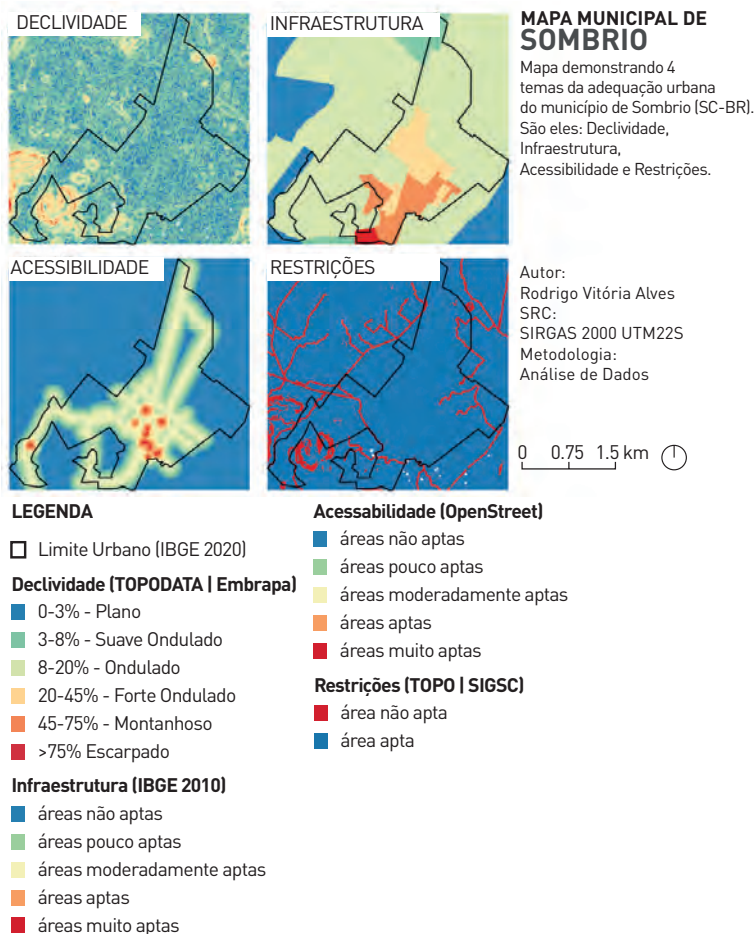 DECLIVIDADE
INFRAESTRUTURA
MAPA MUNICIPAL DE
SOMBRIO
Mapa demonstrando 4
temas da adequação urbana
do município de Sombrio (SC-BR).
São eles: Declividade,
Infraestrutura,
Acessibilidade e Restrições.
ACESSIBILIDADE
RESTRIÇÕES
Autor:
Rodrigo Vitória Alves
SRC:
SIRGAS 2000 UTM22S
Metodologia:
Análise de Dados
0 0.75 1.5 km
LEGENDA
Limite Urbano (IBGE 2020)
Declividade (TOPODATA | Embrapa)
0-3% - Plano
3-8% - Suave Ondulado
8-20% - Ondulado
20-45% - Forte Ondulado
45-75% - Montanhoso
>75% Escarpado
Infraestrutura (IBGE 2010)
áreas não aptas
áreas pouco aptas
áreas moderadamente aptas
áreas aptas
áreas muito aptas
Acessabilidade (OpenStreet)
áreas não aptas
áreas pouco aptas
áreas moderadamente aptas
áreas aptas
áreas muito aptas
Restrições (TOPO | SIGSC)
área não apta
área apta